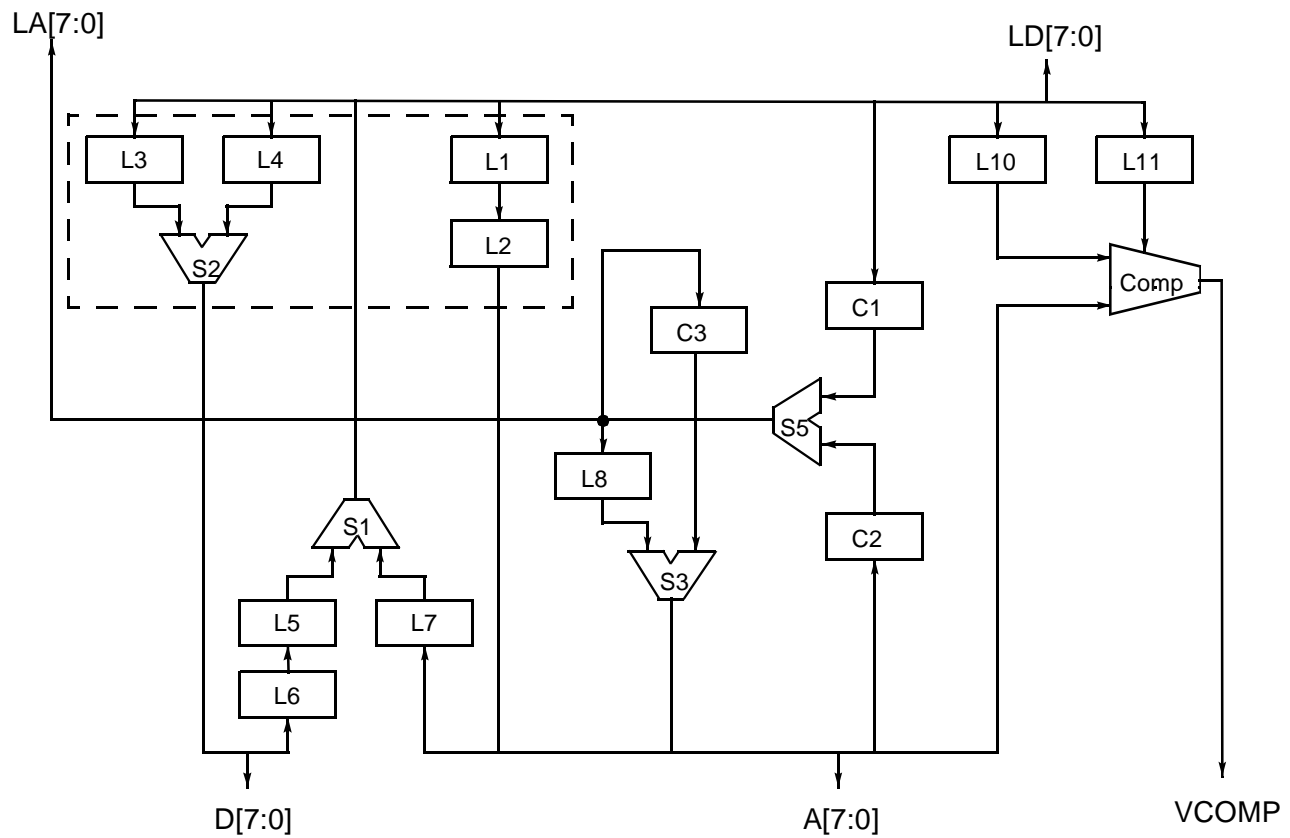 LA[7:0]
LD[7:0]
L3
L4
L1
L10
L11
L2
S2
Comp
C1
C3
S5
L8
S1
C2
S3
L5
L7
L6
D[7:0]
A[7:0]
VCOMP